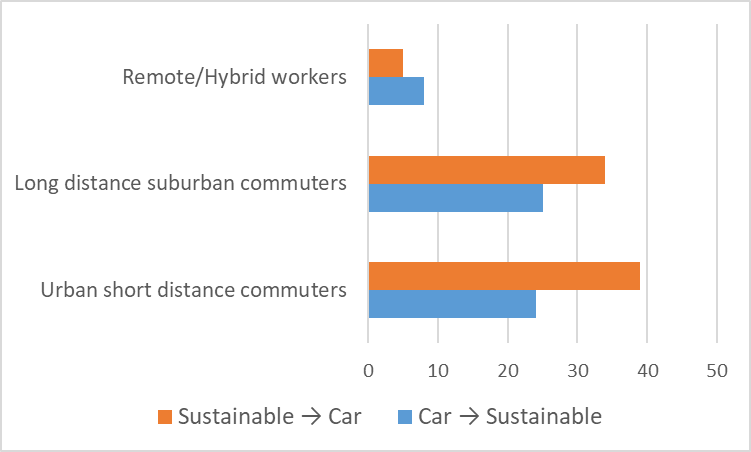 Remote/Hybrid workers
Long distance suburban commuters
Urban short distance commuters
0 10 20 30 40 50
Sustainable → Car Car → Sustainable